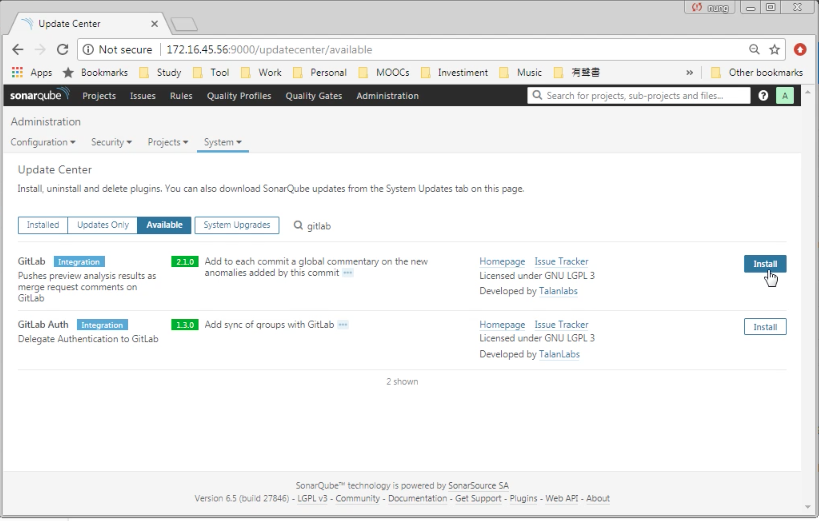 nunq
Update Center
Not secure | 172.16.45.56:9000/updatecenter/available
Apps Bookmarks Study Tool Work Personal MOOCs Investiment Music 有聲書 » Other bookmarks
sonarqube Projects Issues Rules Quality Profiles Quality Gates Administration Search for projects, sub-projects and files... ? A
Administration
Configuration Security Projects System
Update Center
Install, uninstall and delete plugins. You can also download SonarQube updates from the System Updates tab on this page.
Installed Updates Only Available System Upgrades gitlab
GitLab Integration
Pushes preview analysis results as
merge request comments on
GitLab
2.1.0 Add to each commit a global commentary on the new
anomalies added by this commit ...
Homepage Issue Tracker
Licensed under GNU LGPL 3
Developed by Talanlabs
Install
GitLab Auth Integration
Delegate Authentication to GitLab
1.3.0 Add sync of groups with GitLab ...
Homepage Issue Tracker
Licensed under GNU LGPL 3
Developed by TalanLabs
Install
2 shown
SonarQube™ technology is powered by SonarSource SA
Version 6.5 (build 27846) - LGPL v3 - Community - Documentation - Get Support - Plugins - Web API - About